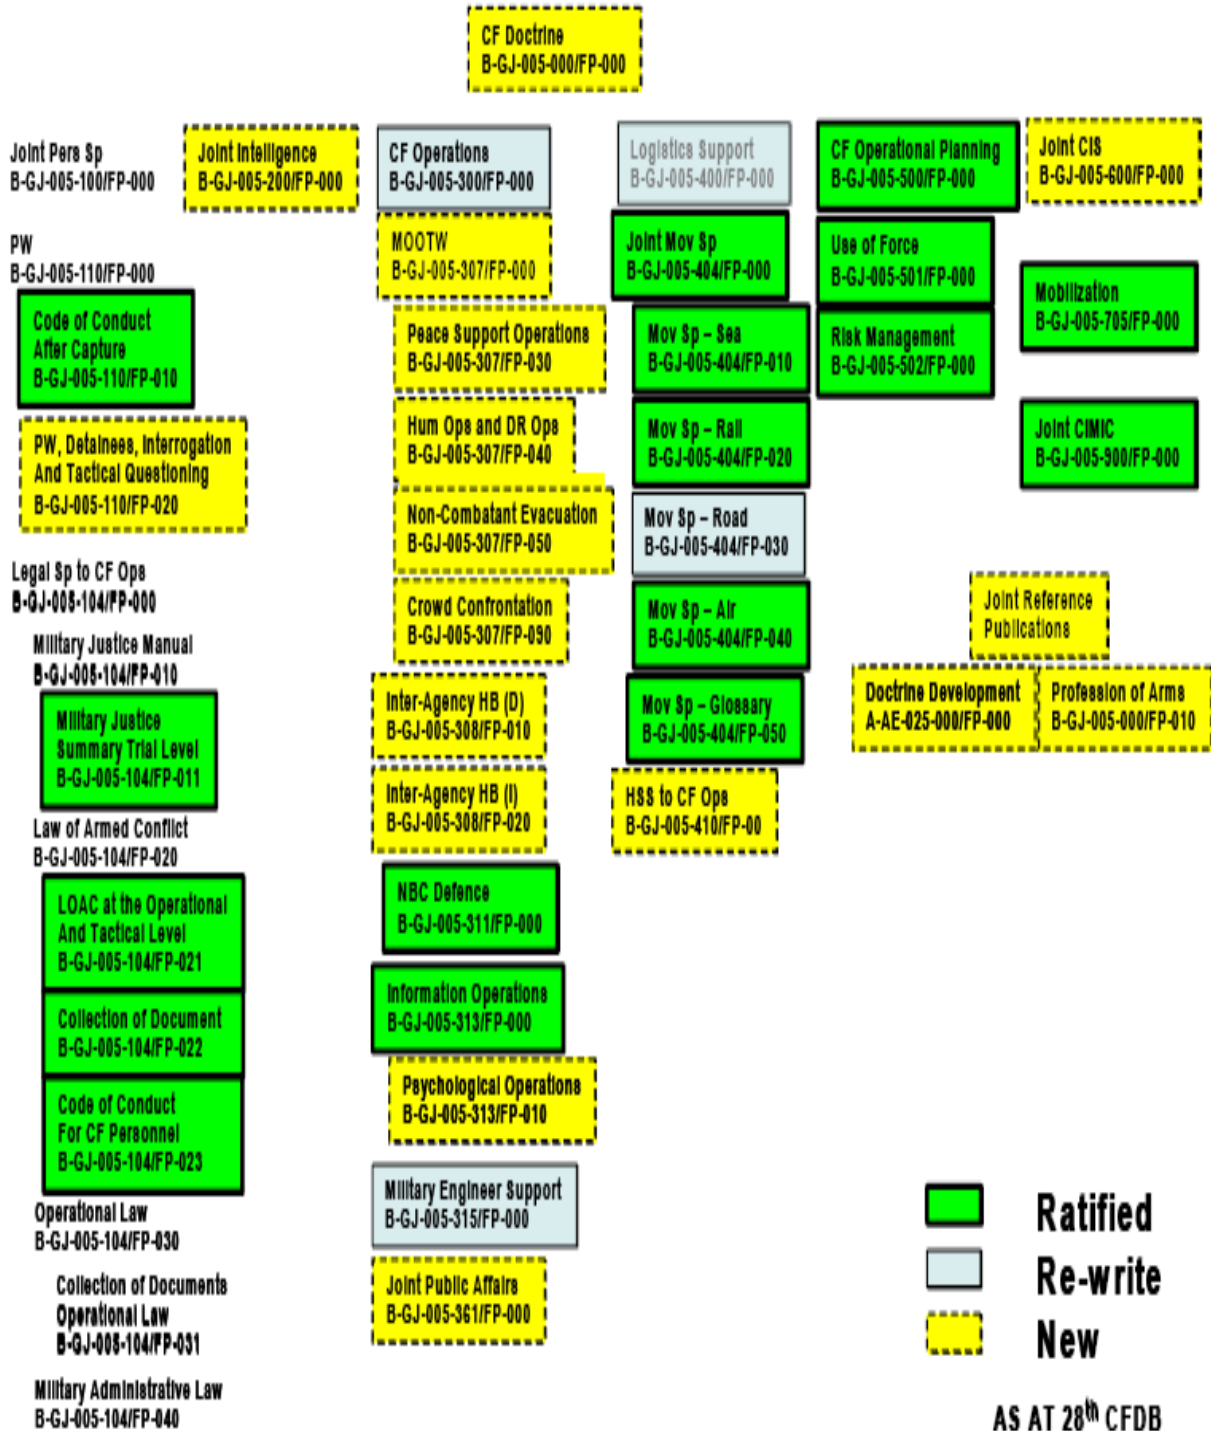 CF Doctrine
B-GJ-005-000/FP-000
Joint Pers Sp
B-GJ-005-100/FP-000
PW
B-GJ-005-110/FP-000
Code of Conduct
After Capture
B-GJ-005-110/FP-010
PW, Detainees, Interrogation
And Tactical Questioning
B-GJ-005-110/FP-020
Legal Sp to CF Ops
B-GJ-005-104/FP-000
Military Justice Manual
B-GJ-005-104/FP-010
Military Justice
Summary Trial Level
B-GJ-005-104/FP-011
Law of Armed Conflict
B-GJ-005-104/FP-020
LOAC at the Operational
And Tactical Level
B-GJ-005-104/FP-021
Collection of Document
B-GJ-005-104/FP-022
Code of Conduct
For CF Personnel
B-GJ-005-104/FP-023
Operational Law
B-GJ-005-104/FP-030
Collection of Documents
Operational Law
B-GJ-005-104/FP-031
Military Administrative Law
B-GJ-005-104/FP-040
Joint Intelligence
B-GJ-005-200/FP-000
CF Operations
B-GJ-005-300/FP-000
MOOTW
B-GJ-005-307/FP-000
Peace Support Operations
B-GJ-005-307/FP-030
Hum Ops and DR Ops
B-GJ-005-307/FP-040
Non-Combatant Evacuation
B-GJ-005-307/FP-050
Crowd Confrontation
B-GJ-005-307/FP-090
Inter-Agency HB (D)
B-GJ-005-308/FP-010
Inter-Agency HB (I)
B-GJ-005-308/FP-020
NBC Defence
B-GJ-005-311/FP-000
Information Operations
B-GJ-005-313/FP-000
Psychological Operations
B-GJ-005-313/FP-010
Military Engineer Support
B-GJ-005-315/FP-000
Joint Public Affairs
B-GJ-005-361/FP-000
Logistics Support
B-GJ-005-400/FP-000
Joint Mov Sp
B-GJ-005-404/FP-000
Mov Sp – Sea
B-GJ-005-404/FP-010
Mov Sp – Rail
B-GJ-005-404/FP-020
Mov Sp – Road
B-GJ-005-404/FP-030
Mov Sp – Air
B-GJ-005-404/FP-040
Mov Sp – Glossary
B-GJ-005-404/FP-050
HSS to CF Ops
B-GJ-005-410/FP-00
CF Operational Planning
B-GJ-005-500/FP-000
Use of Force
B-GJ-005-501/FP-000
Risk Management
B-GJ-005-502/FP-000
Joint CIS
B-GJ-005-600/FP-000
Mobilization
B-GJ-005-705/FP-000
Joint CIMIC
B-GJ-005-900/FP-000
Joint Reference
Publications
Doctrine Development
A-AE-025-000/FP-000
Profession of Arms
B-GJ-005-000/FP-010
Ratified
Re-write
New
AS AT 28th CFDB